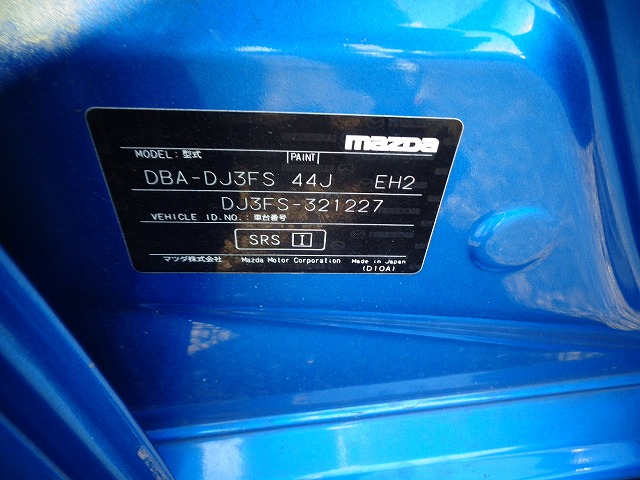 mazda
MODEL: 型式 PAINT
DBA-DJ3FS 44J EH2
DJ3FS-321227
VEHICLE ID.NO.: 車台番号
SRS I
マツダ株式会社 Mazda Motor Corporation Made in Japan
(D10A)